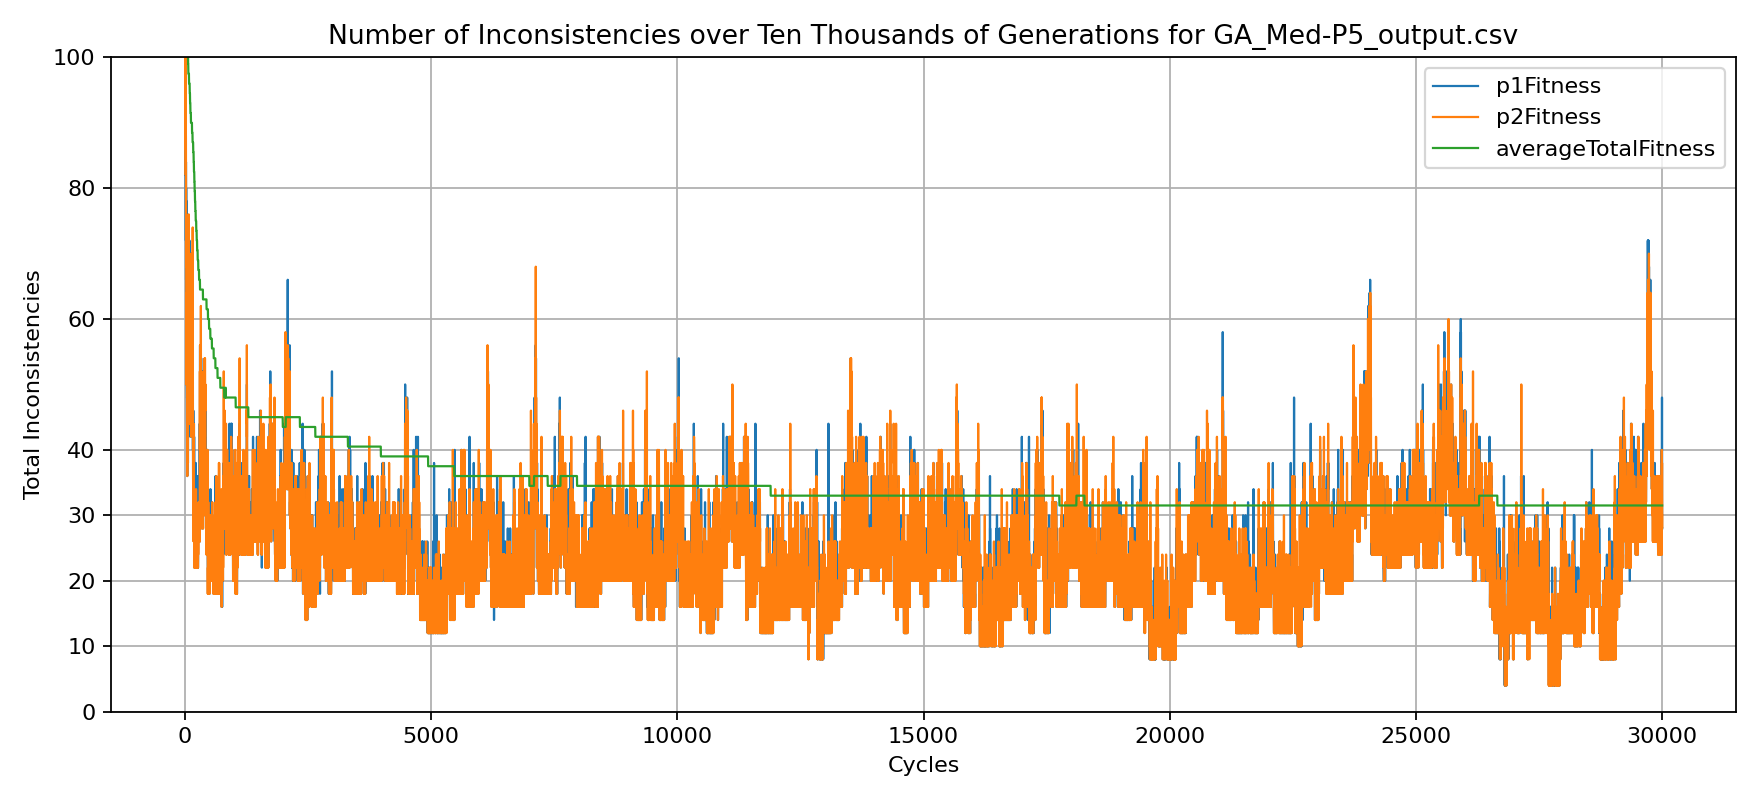 Number of Inconsistencies over Ten Thousands of Generations for GA_Med-P5_output.csv
100
80
60
40
30
20
10
0
Total Inconsistencies
p1Fitness
p2Fitness
averageTotalFitness
0
5000
10000
15000
20000
25000
30000
Cycles